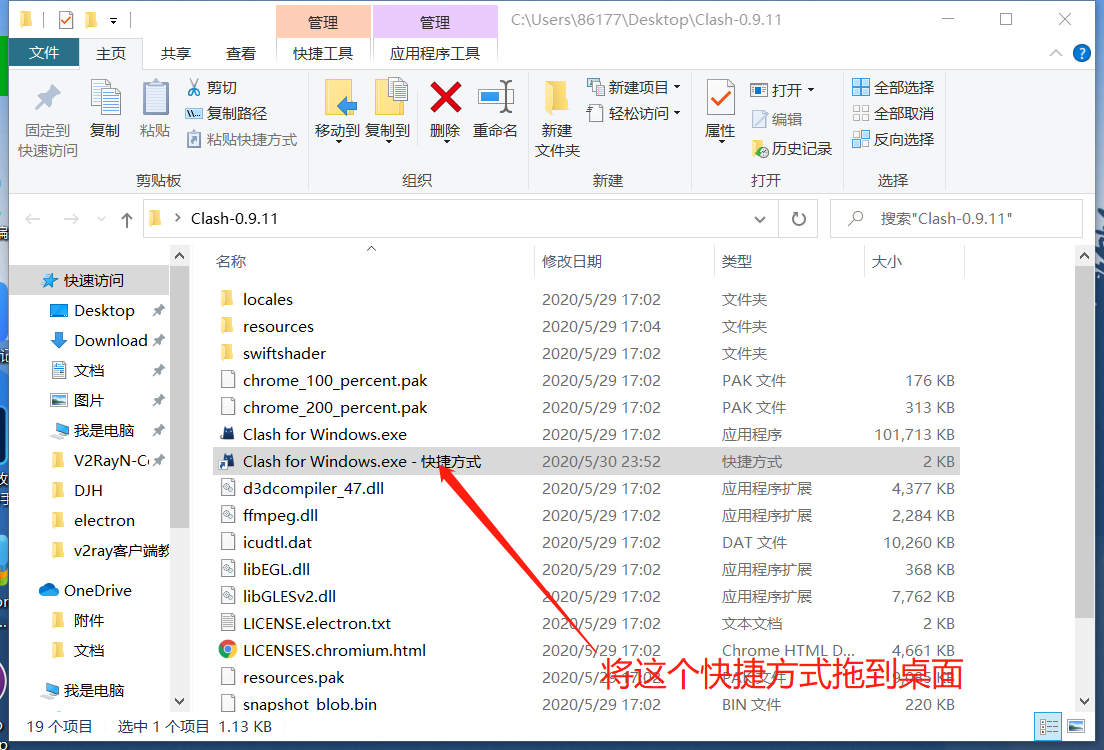 管理 管理 C:\Users\86177\Desktop\Clash-0.9.11
文件 主页 共享 查看 快捷工具 应用程序工具
固定到快速访问 复制 粘贴 剪切 复制路径 粘贴快捷方式
移动到 复制到 删除 重命名
新建文件夹 新建项目 轻松访问
属性 打开 编辑 历史记录
全部选择 全部取消 反向选择
剪贴板 组织 新建 打开 选择
Clash-0.9.11 搜索"Clash-0.9.11"
快速访问
Desktop
Download
文档
图片
我是电脑
V2RayN-Co
DJH
electron
v2ray客户端教
OneDrive
附件
文档
我是电脑
名称 修改日期 类型 大小
locales 2020/5/29 17:02 文件夹
resources 2020/5/29 17:04 文件夹
swiftshader 2020/5/29 17:02 文件夹
chrome_100_percent.pak 2020/5/29 17:02 PAK 文件 176 KB
chrome_200_percent.pak 2020/5/29 17:02 PAK 文件 313 KB
Clash for Windows.exe 2020/5/29 17:02 应用程序 101,713 KB
Clash for Windows.exe - 快捷方式 2020/5/30 23:52 快捷方式 2 KB
d3dcompiler_47.dll 2020/5/29 17:02 应用程序扩展 4,377 KB
ffmpeg.dll 2020/5/29 17:02 应用程序扩展 2,284 KB
icudtl.dat 2020/5/29 17:02 DAT 文件 10,260 KB
libEGL.dll 2020/5/29 17:02 应用程序扩展 368 KB
libGLESv2.dll 2020/5/29 17:02 应用程序扩展 7,762 KB
LICENSE.electron.txt 2020/5/29 17:02 文本文档 2 KB
LICENSES.chromium.html 2020/5/29 17:02 Chrome HTML D... 4,661 KB
resources.pak 2020/5/29 17:02 PAK 文件
将这个快捷方式拖到桌面
snapshot_blob.bin 2020/5/29 17:02 BIN 文件 220 KB
19 个项目 选中 1 个项目 1.13 KB